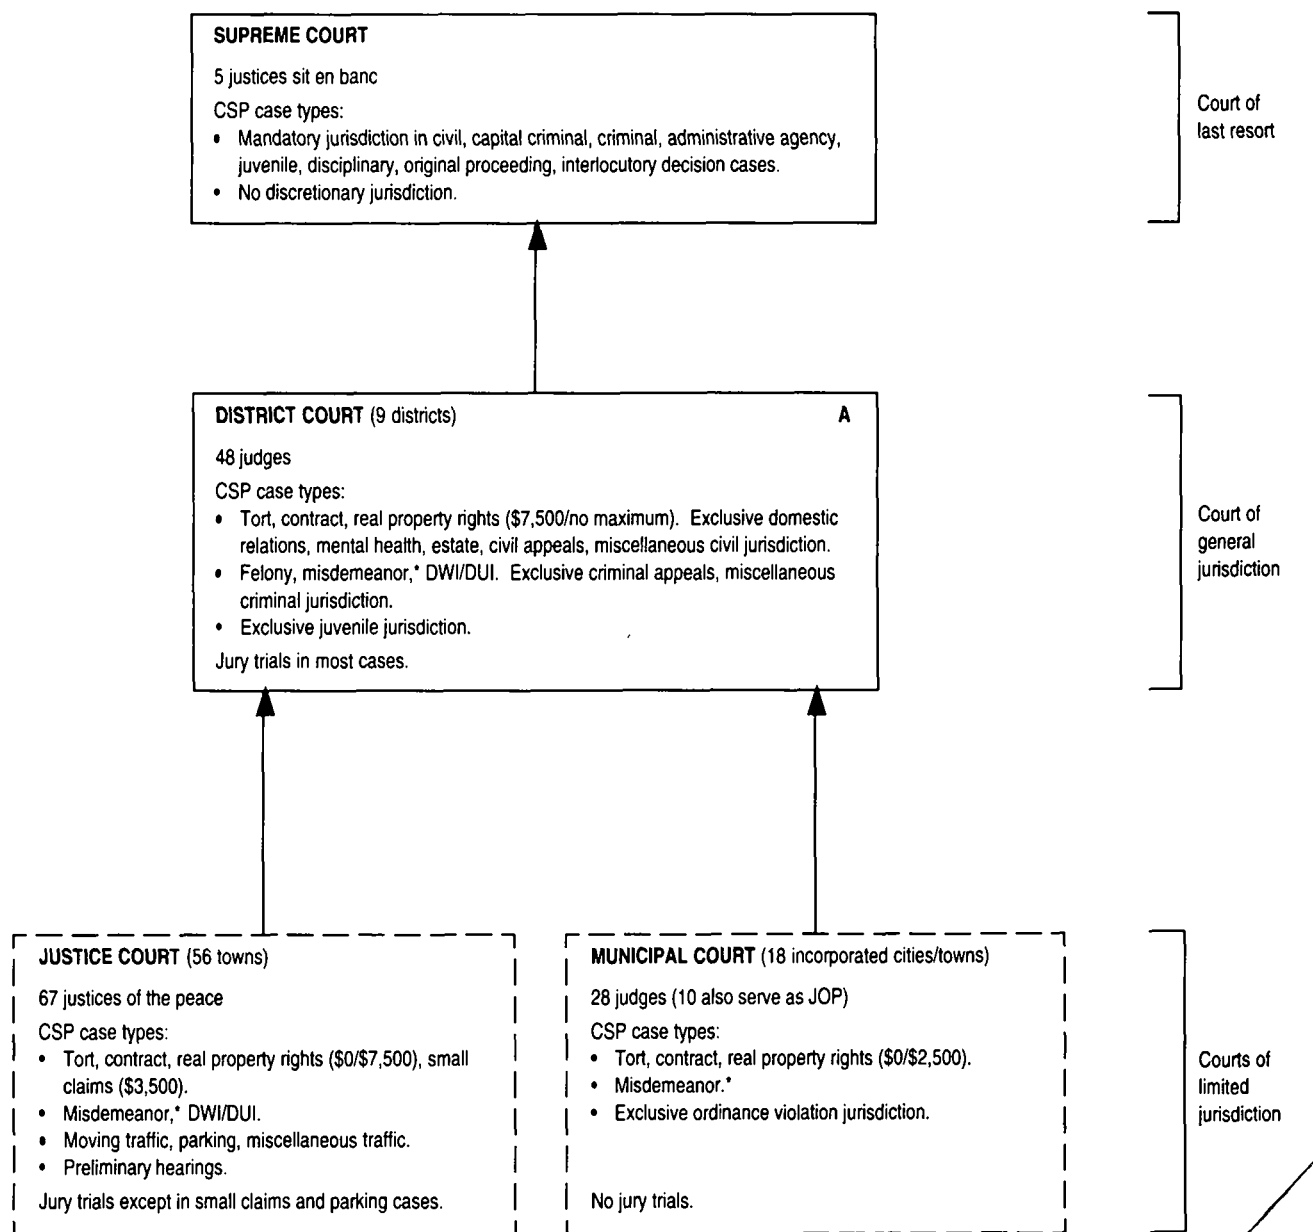 SUPREME COURT
5 justices sit en banc
CSP case types:
• Mandatory jurisdiction in civil, capital criminal, criminal, administrative agency,
juvenile, disciplinary, original proceeding, interlocutory decision cases.
• No discretionary jurisdiction.
Court of
last resort
DISTRICT COURT (9 districts) A
48 judges
CSP case types:
• Tort, contract, real property rights ($7,500/no maximum). Exclusive domestic
relations, mental health, estate, civil appeals, miscellaneous civil jurisdiction.
• Felony, misdemeanor,* DWI/DUI. Exclusive criminal appeals, miscellaneous
criminal jurisdiction.
• Exclusive juvenile jurisdiction.
Jury trials in most cases.
Court of
general
jurisdiction
JUSTICE COURT (56 towns)
67 justices of the peace
CSP case types:
• Tort, contract, real property rights ($0/$7,500), small
claims ($3,500).
• Misdemeanor,* DWI/DUI.
• Moving traffic, parking, miscellaneous traffic.
• Preliminary hearings.
Jury trials except in small claims and parking cases.
MUNICIPAL COURT (18 incorporated cities/towns)
28 judges (10 also serve as JOP)
CSP case types:
• Tort, contract, real property rights ($0/$2,500).
• Misdemeanor.*
• Exclusive ordinance violation jurisdiction.
No jury trials.
Courts of
limited
jurisdiction